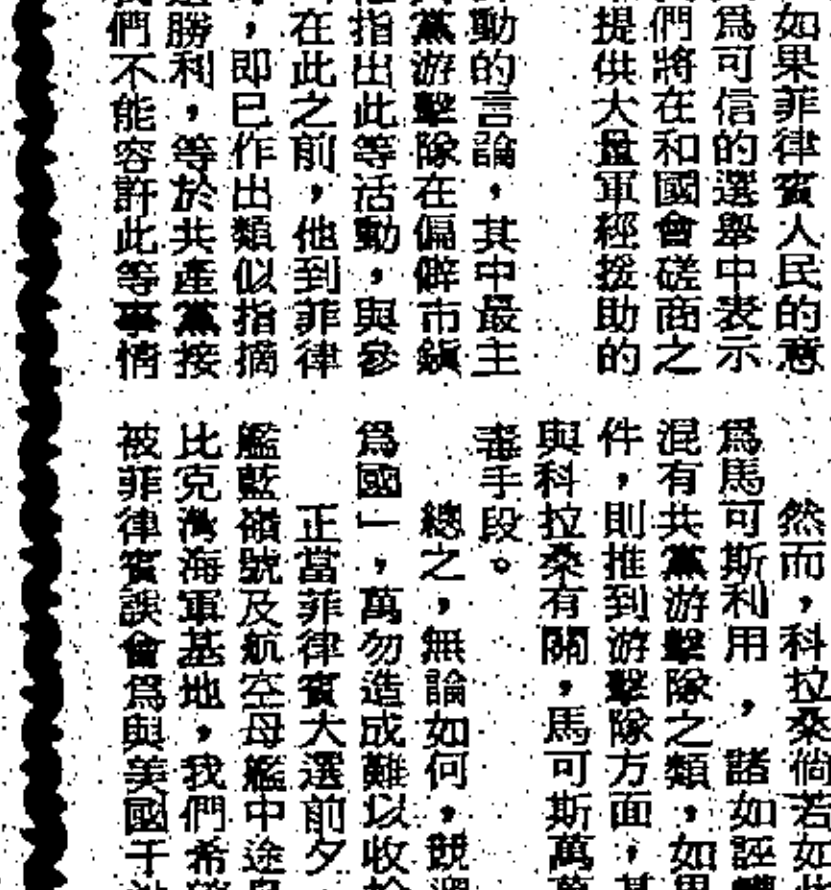 如果菲律賓人民的意
爲可信的選舉中表示
們將在和國會磋商之
提供大量軍經援助的
動的言論，其中最主
黨游擊隊在偏僻市鎭
指出此等活動，與參
在此之前，他到菲律
，即已作出類似指摘
勝利，等於共產黨接
們不能容許此等事情
然而，科拉桑倘若如
爲馬可斯利用，諸如誣
混有共黨游擊隊之類，如
件，則推到游擊隊方面，
與科拉桑有關，馬可斯萬
毒手段。
總之，無論如何，競選
爲國﹂，萬勿造成難以收
正當菲律賓大選前夕，
艦藍嶺號及航空母艦中途
比克灣海軍基地，我們希
被菲律賓誤會爲與美國干